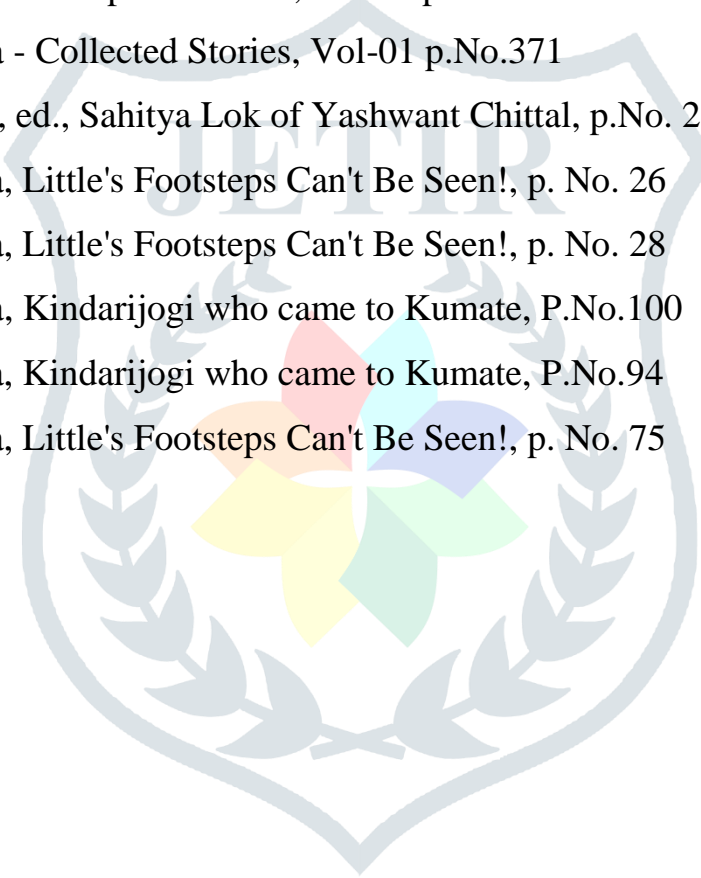 - Collected Stories, Vol-01 p.No.371
, ed., Sahitya Lok of Yashwant Chittal, p.No. 2
, Little's Footsteps Can't Be Seen!, p. No. 26
, Little's Footsteps Can't Be Seen!, p. No. 28
, Kindarijogi who came to Kumate, P.No.100
, Kindarijogi who came to Kumate, P.No.94
, Little's Footsteps Can't Be Seen!, p. No. 75
JETIR